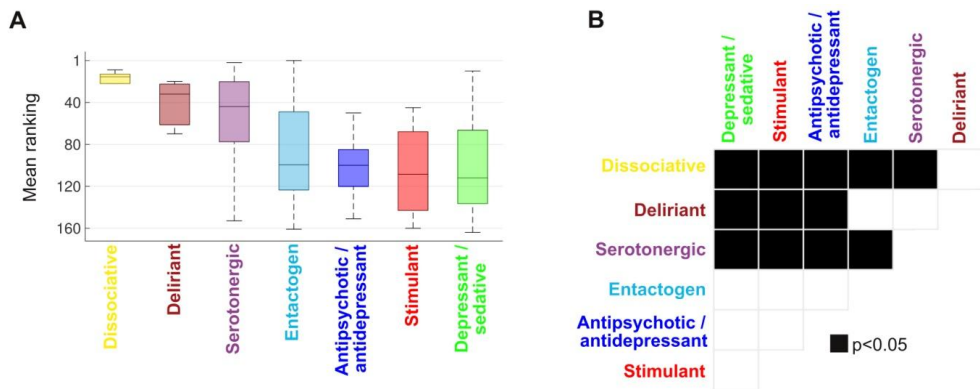 A
Mean ranking
1
40
80
120
160
Dissociative
Deliriant
Serotonergic
Entactogen
Antipsychotic /
antidepressant
Stimulant
Depressant /
sedative
B
Depressant /
sedative
Stimulant
Antipsychotic /
antidepressant
Entactogen
Serotonergic
Deliriant
Dissociative
Deliriant
Serotonergic
Entactogen
Antipsychotic /
antidepressant
Stimulant
p<0.05